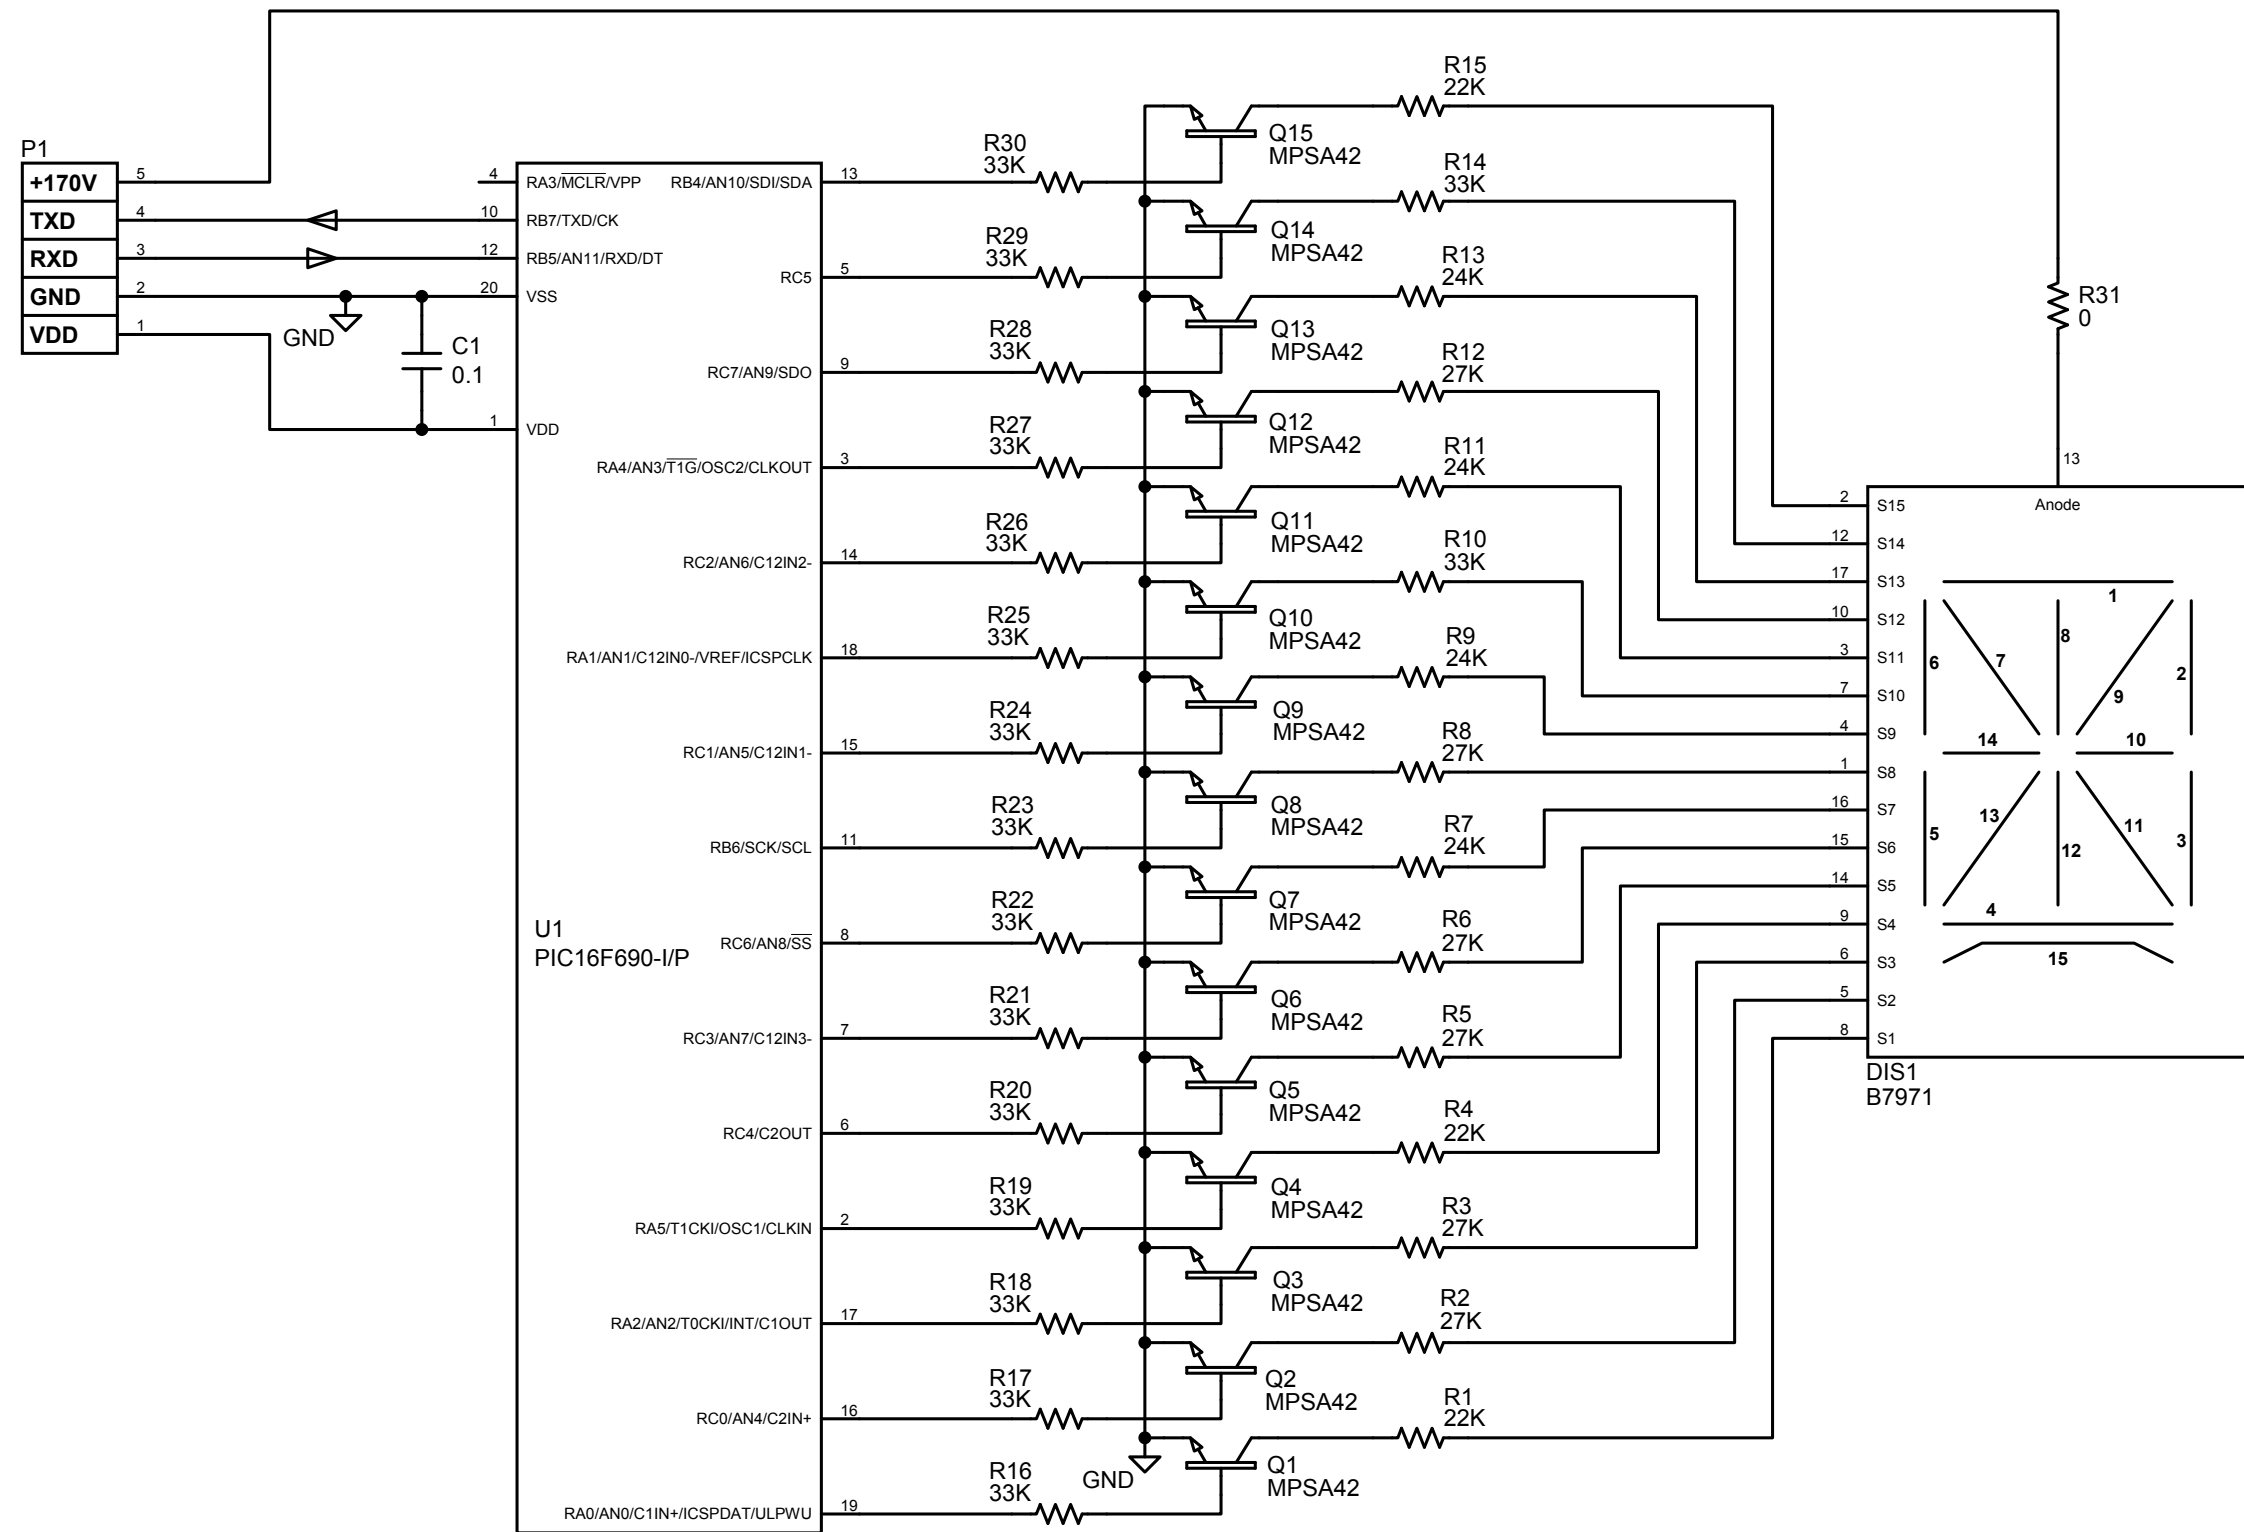 P1
+170V 5
TXD 4
RXD 3
GND 2
VDD 1
GND
C1
0.1
4 RA3/MCLR/VPP
10 RB7/TXD/CK
12 RB5/AN11/RXD/DT
20 VSS
1 VDD
U1
PIC16F690-I/P
RB4/AN10/SDI/SDA 13
RC5 5
RC7/AN9/SDO 9
RA4/AN3/T1G/OSC2/CLKOUT 3
RC2/AN6/C12IN2- 14
RA1/AN1/C12IN0-/VREF/ICSPCLK 18
RC1/AN5/C12IN1- 15
RB6/SCK/SCL 11
RC6/AN8/SS 8
RC3/AN7/C12IN3- 7
RC4/C2OUT 6
RA5/T1CKI/OSC1/CLKIN 2
RA2/AN2/T0CKI/INT/C1OUT 17
RC0/AN4/C2IN+ 16
RA0/AN0/C1IN+/ICSPDAT/ULPWU 19
R30
33K
R29
33K
R28
33K
R27
33K
R26
33K
R25
33K
R24
33K
R23
33K
R22
33K
R21
33K
R20
33K
R19
33K
R18
33K
R17
33K
R16
33K
GND
Q15
MPSA42
Q14
MPSA42
Q13
MPSA42
Q12
MPSA42
Q11
MPSA42
Q10
MPSA42
Q9
MPSA42
Q8
MPSA42
Q7
MPSA42
Q6
MPSA42
Q5
MPSA42
Q4
MPSA42
Q3
MPSA42
Q2
MPSA42
Q1
MPSA42
R15
22K
R14
33K
R13
24K
R12
27K
R11
24K
R10
33K
R9
24K
R8
27K
R7
24K
R6
27K
R5
27K
R4
22K
R3
27K
R2
27K
R1
22K
R31
0
13
Anode
2 S15
12 S14
17 S13
10 S12
3 S11
7 S10
4 S9
1 S8
16 S7
15 S6
14 S5
9 S4
6 S3
5 S2
8 S1
1
8
6 7 2
9
14 10
13 11
5 12 3
4
15
DIS1
B7971